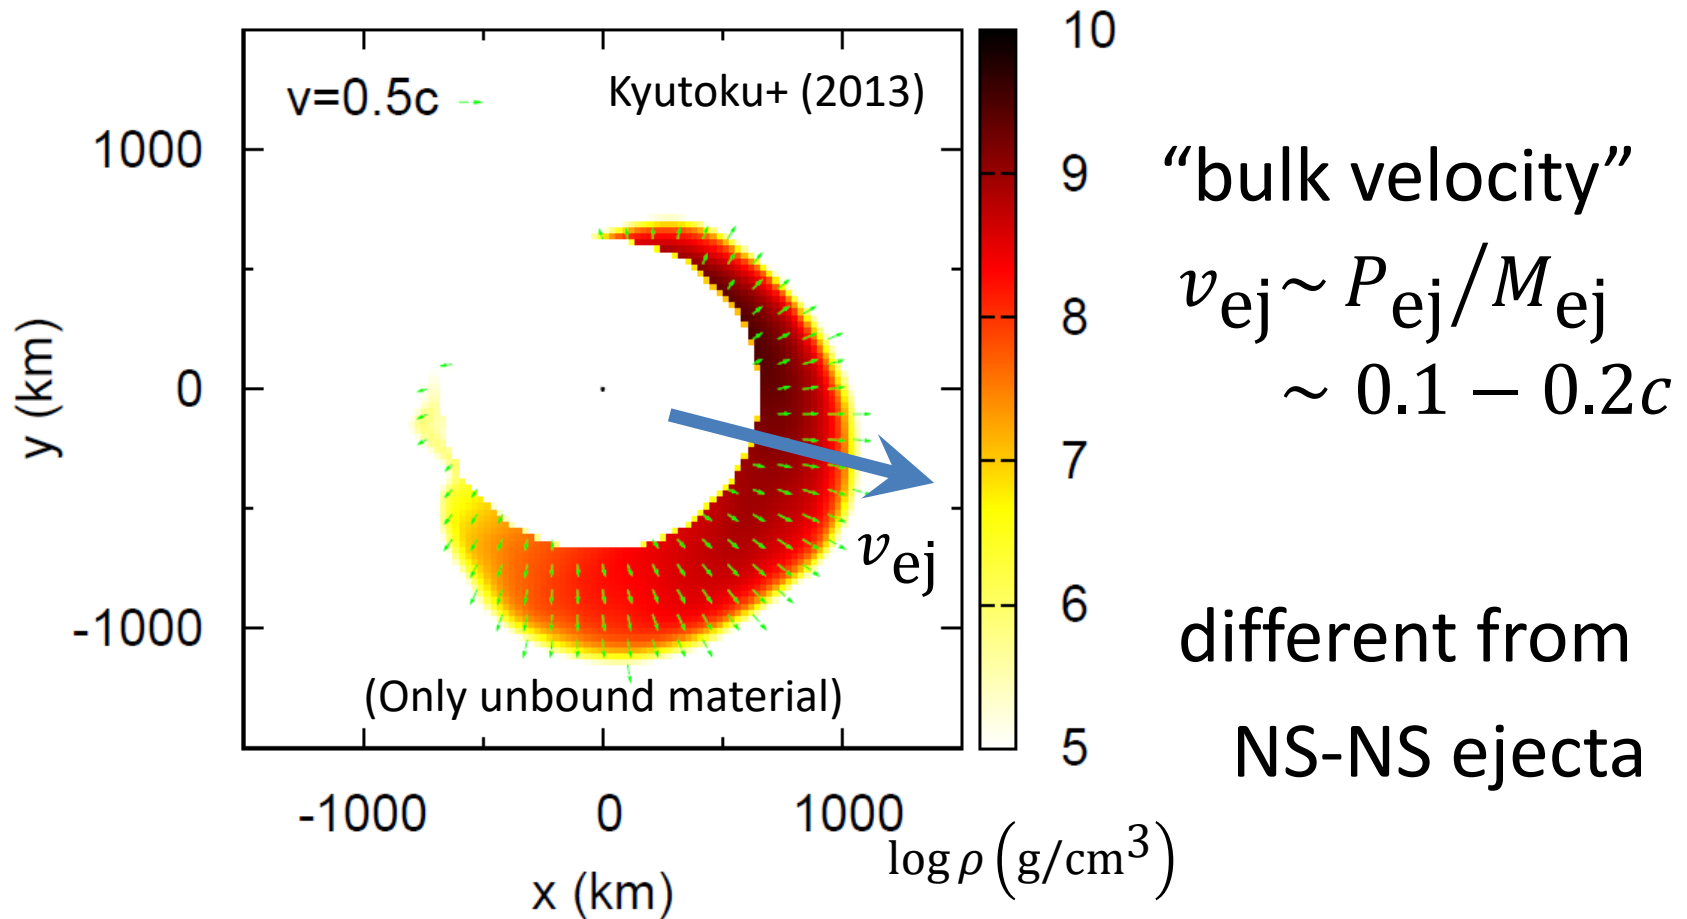 v=0.5c
Kyutoku+ (2013)
10
9
8
7
6
5
1000
0
-1000
y (km)
-1000 0 1000
x (km)
log ρ (g/cm³)
(Only unbound material)
v_ej
“bulk velocity”
v_ej ~ P_ej/M_ej
~ 0.1 − 0.2c
different from
NS-NS ejecta